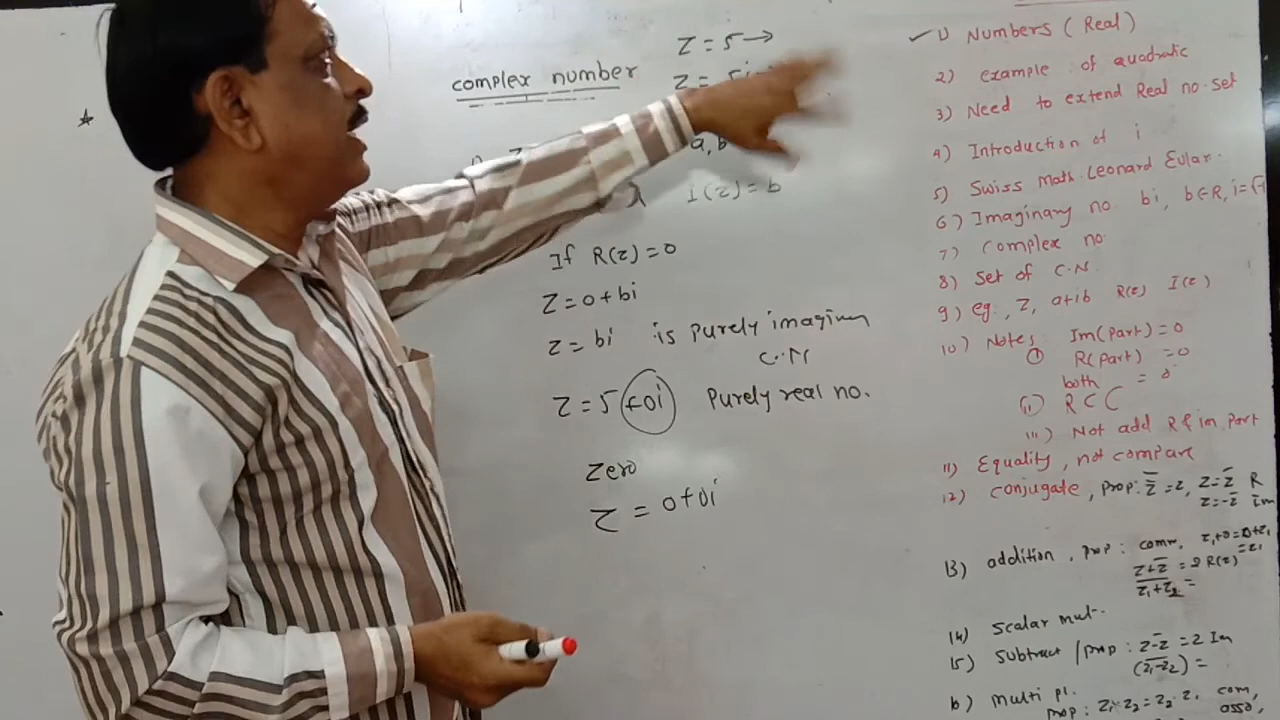 complex number
Z = 5 →
Z = 5i
a, b
I(Z) = b
If R(Z) = 0
Z = 0 + bi
Z = bi is purely imaginary
C.N
Z = 5 +0i Purely real no.
Zero
Z = 0+0i
✓ 1) Numbers (Real)
2) example of quadratic
3) Need to extend Real no. set
4) Introduction of i
5) Swiss Math Leonard Eular.
6) Imaginary no bi, b∈R, i=√-1
7) Complex no.
8) Set of C.N.
9) eg., Z, a+ib R(z) I(z)
10) Notes: Im(part) = 0
① R(part) = 0
both = 0
(ii) R ⊂ C
iii) Not add R & im part
11) Equality, not compare
12) Conjugate, prop: z̿ = z, z = z̄ R
z = -z̄ im
13) addition, prop: comm, z₁+0=0+z₁
=z₁
z+z̄ = 2 R(z)
z₁+z₂ =
14) Scalar mul.
15) Subtract / prop: z-z̄ = 2 Im
(z₁-z₂) =
6) multi pl.
prop: z₁·z₂ = z₂·z₁ com,
asso,